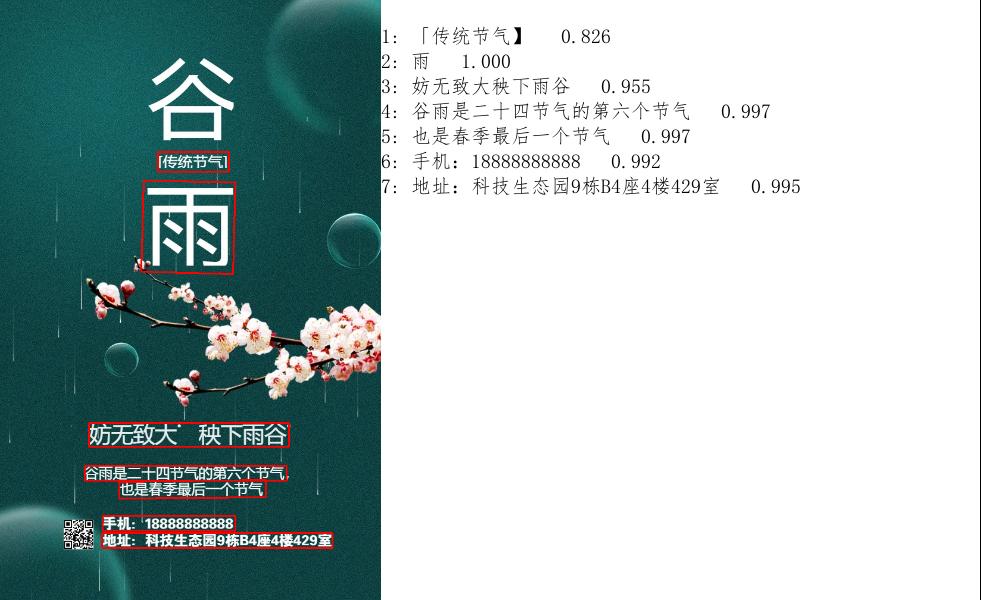 谷
[传统节气]
雨
妨无致大 秧下雨谷
谷雨是二十四节气的第六个节气,
也是春季最后一个节气
手机：18888888888
地址：科技生态园9栋B4座4楼429室
1: 「传统节气】 0.826
2: 雨 1.000
3: 妨无致大秧下雨谷 0.955
4: 谷雨是二十四节气的第六个节气 0.997
5: 也是春季最后一个节气 0.997
6: 手机：18888888888 0.992
7: 地址：科技生态园9栋B4座4楼429室 0.995